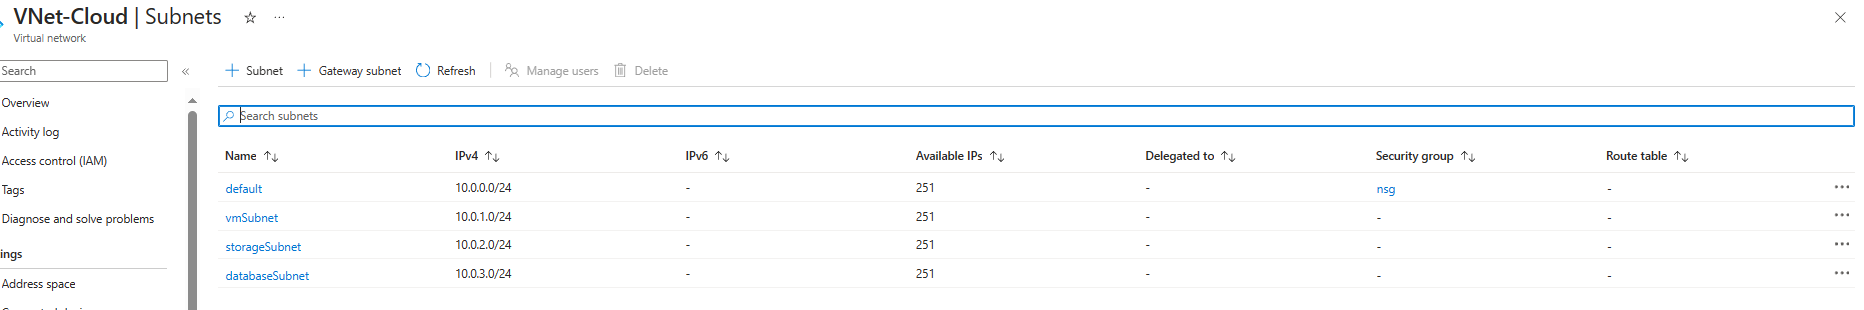 VNet-Cloud | Subnets ☆ ...
Virtual network
Search «
+ Subnet + Gateway subnet Refresh Manage users Delete
Overview
Activity log
Access control (IAM)
Tags
Diagnose and solve problems
ings
Address space
Search subnets
Name ↑↓ IPv4 ↑↓ IPv6 ↑↓ Available IPs ↑↓ Delegated to ↑↓ Security group ↑↓ Route table ↑↓
default 10.0.0.0/24 - 251 - nsg - ...
vmSubnet 10.0.1.0/24 - 251 - - - ...
storageSubnet 10.0.2.0/24 - 251 - - - ...
databaseSubnet 10.0.3.0/24 - 251 - - - ...